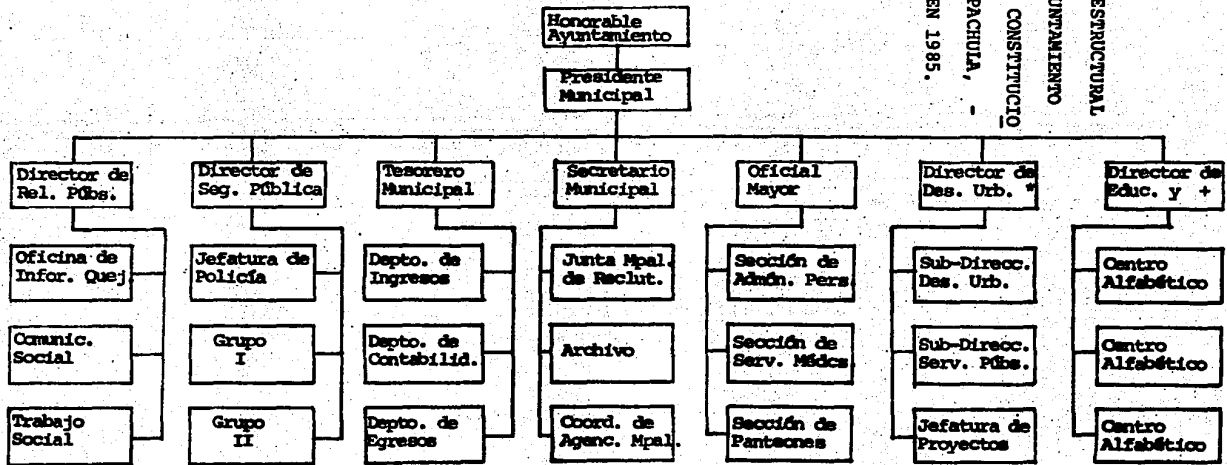 ESTRUCTURAL
UNTAMIENTO
CONSTITUCIO
PACHULA, -
EN 1985.
Honorable
Ayuntamiento
Presidente
Municipal
Director de
Rel. Púbs.
Director de
Seg. Pública
Tesorero
Municipal
Secretario
Municipal
Oficial
Mayor
Director de
Des. Urb. *
Director de
Educ. y +
Oficina de
Infor. Quej.
Jefatura de
Policía
Depto. de
Ingresos
Junta Mpal.
de Reclut.
Sección de
Admón. Pers.
Sub-Direcc.
Des. Urb.
Centro
Alfabético
Comunic.
Social
Grupo
I
Depto. de
Contabilid.
Archivo
Sección de
Serv. Médcs.
Sub-Direcc.
Serv. Púbs.
Centro
Alfabético
Trabajo
Social
Grupo
II
Depto. de
Egresos
Coord. de
Agenc. Mpal.
Sección de
Panteones
Jefatura de
Proyectos
Centro
Alfabético